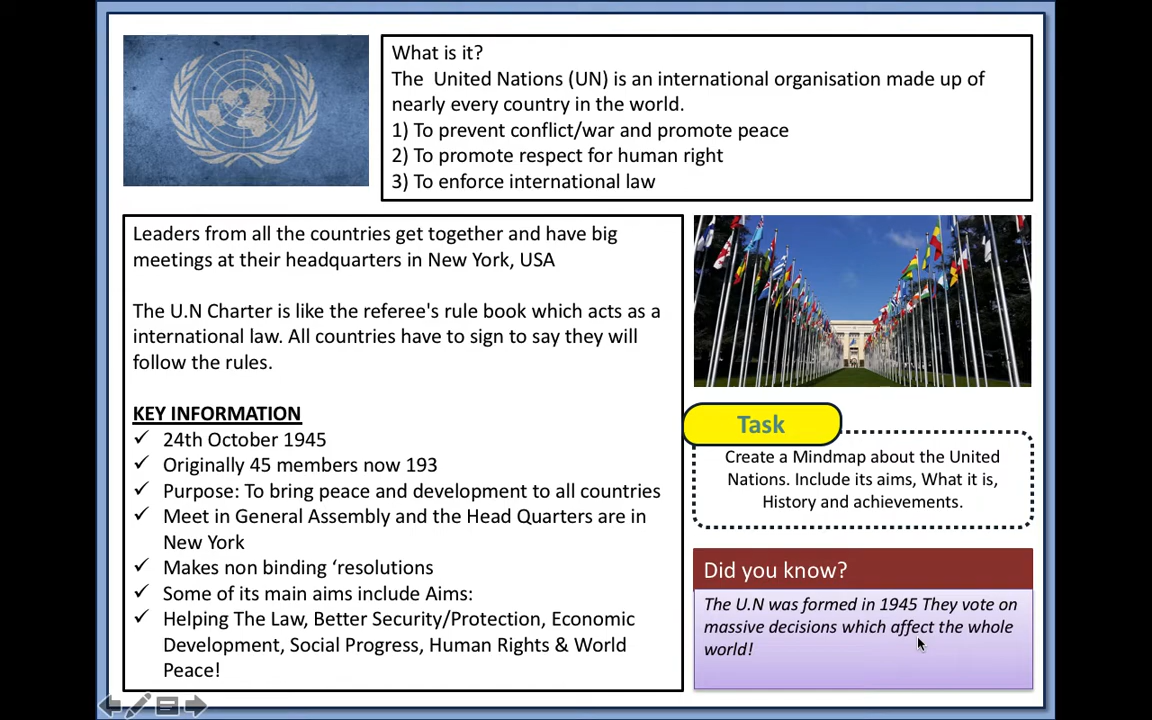 What is it?
The  United Nations (UN) is an international organisation made up of
nearly every country in the world.
1) To prevent conflict/war and promote peace
2) To promote respect for human right
3) To enforce international law
Leaders from all the countries get together and have big
meetings at their headquarters in New York, USA
The U.N Charter is like the referee's rule book which acts as a
international law. All countries have to sign to say they will
follow the rules.
KEY INFORMATION
✓ 24th October 1945
✓ Originally 45 members now 193
✓ Purpose: To bring peace and development to all countries
✓ Meet in General Assembly and the Head Quarters are in
New York
✓ Makes non binding ‘resolutions
✓ Some of its main aims include Aims:
✓ Helping The Law, Better Security/Protection, Economic
Development, Social Progress, Human Rights & World
Peace!
Task
Create a Mindmap about the United
Nations. Include its aims, What it is,
History and achievements.
Did you know?
The U.N was formed in 1945 They vote on
massive decisions which affect the whole
world!